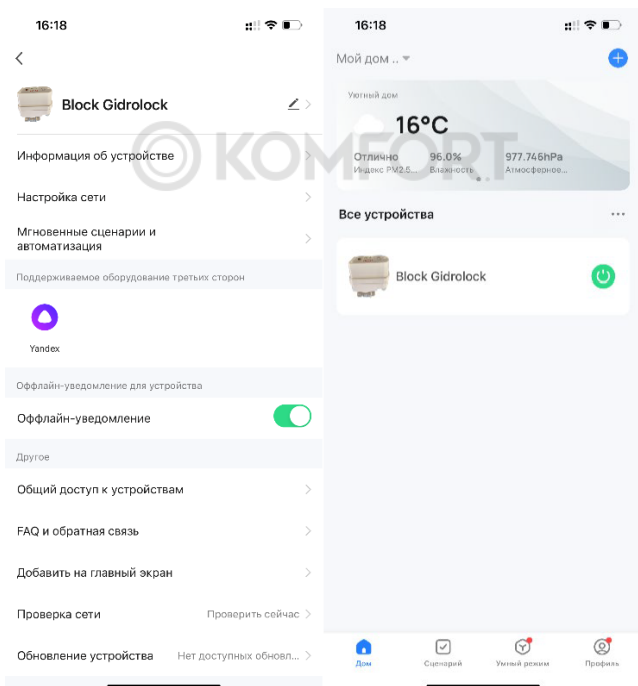 16:18
Block Gidrolock
Информация об устройстве
Настройка сети
Мгновенные сценарии и
автоматизация
Поддерживаемое оборудование третьих сторон
Yandex
Оффлайн-уведомление для устройства
Оффлайн-уведомление
Другое
Общий доступ к устройствам
FAQ и обратная связь
Добавить на главный экран
Проверка сети Проверить сейчас
Обновление устройства Нет доступных обновл...
16:18
Мой дом ..
Уютный дом
16°C
Отлично 96.0% 977.746hPa
Индекс PM2.5... Влажность Атмосферное...
Все устройства
Block Gidrolock
Дом Сценарий Умный режим Профиль
KOMFORT